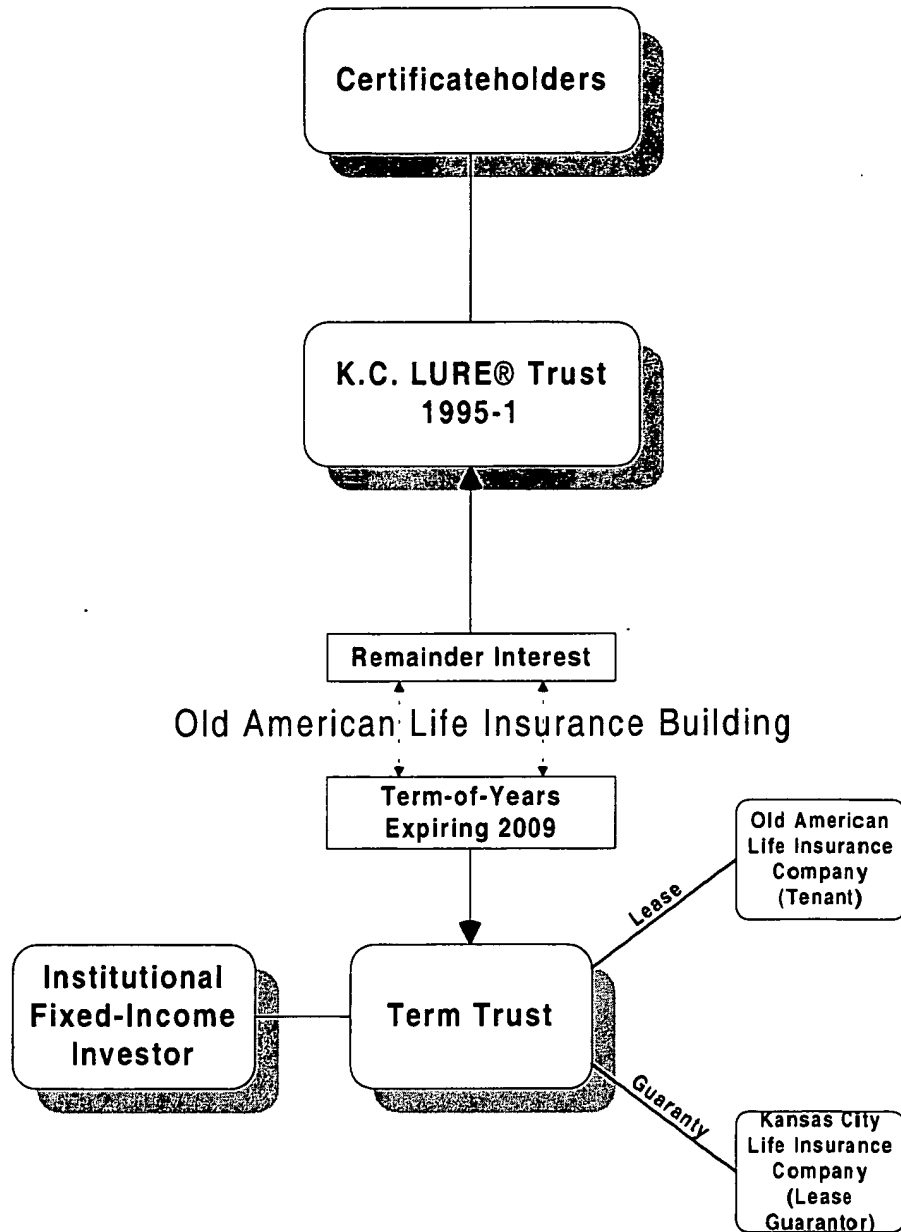 Certificateholders
K.C. LURE® Trust
1995-1
Remainder Interest
Old American Life Insurance Building
Term-of-Years
Expiring 2009
Old American
Life Insurance
Company
(Tenant)
Lease
Institutional
Fixed-Income
Investor
Term Trust
Guaranty
Kansas City
Life Insurance
Company
(Lease
Guarantor)